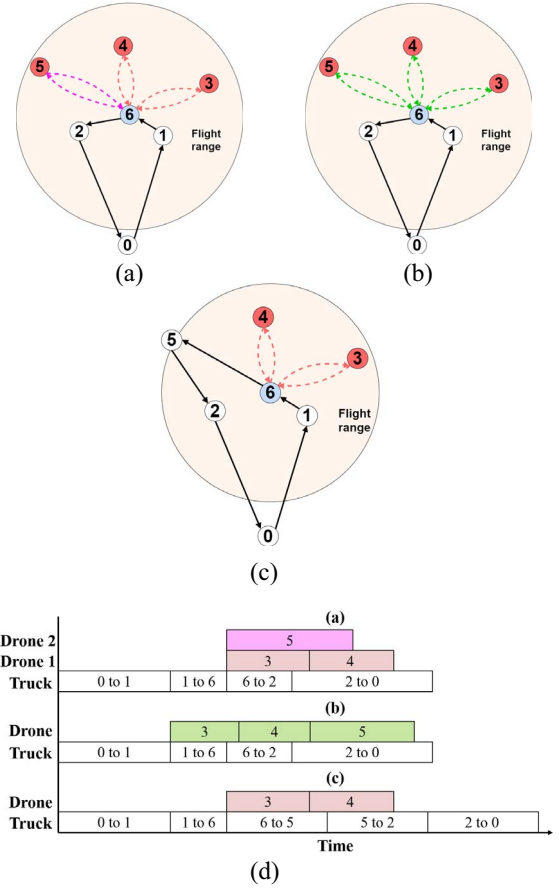 4
5
3
6
2
1
Flight
range
0
(a)
4
5
3
6
2
1
Flight
range
0
(b)
4
5
3
6
2
1
Flight
range
0
(c)
(a)
Drone 2 5
Drone 1 3 4
Truck 0 to 1 1 to 6 6 to 2 2 to 0
(b)
Drone 3 4 5
Truck 0 to 1 1 to 6 6 to 2 2 to 0
(c)
Drone 3 4
Truck 0 to 1 1 to 6 6 to 5 5 to 2 2 to 0
Time
(d)